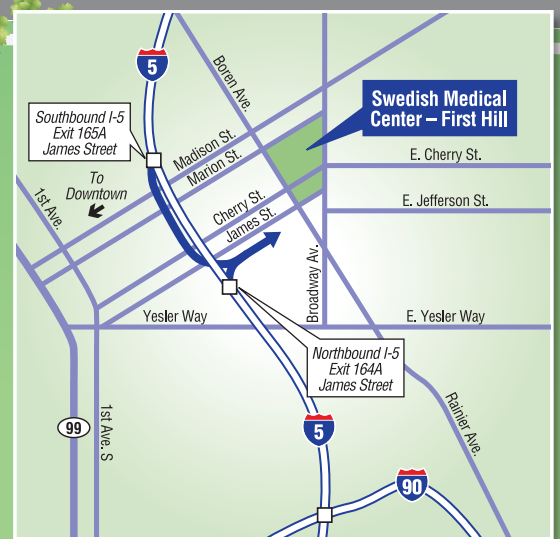 5
Boren Ave.
Swedish Medical
Center – First Hill
Southbound I-5
Exit 165A
James Street
Madison St.
Marion St.
E. Cherry St.
To
Downtown
1st Ave.
Cherry St.
James St.
E. Jefferson St.
Broadway Av.
Yesler Way
E. Yesler Way
Northbound I-5
Exit 164A
James Street
Rainier Ave.
99
1st Ave. S
5
90